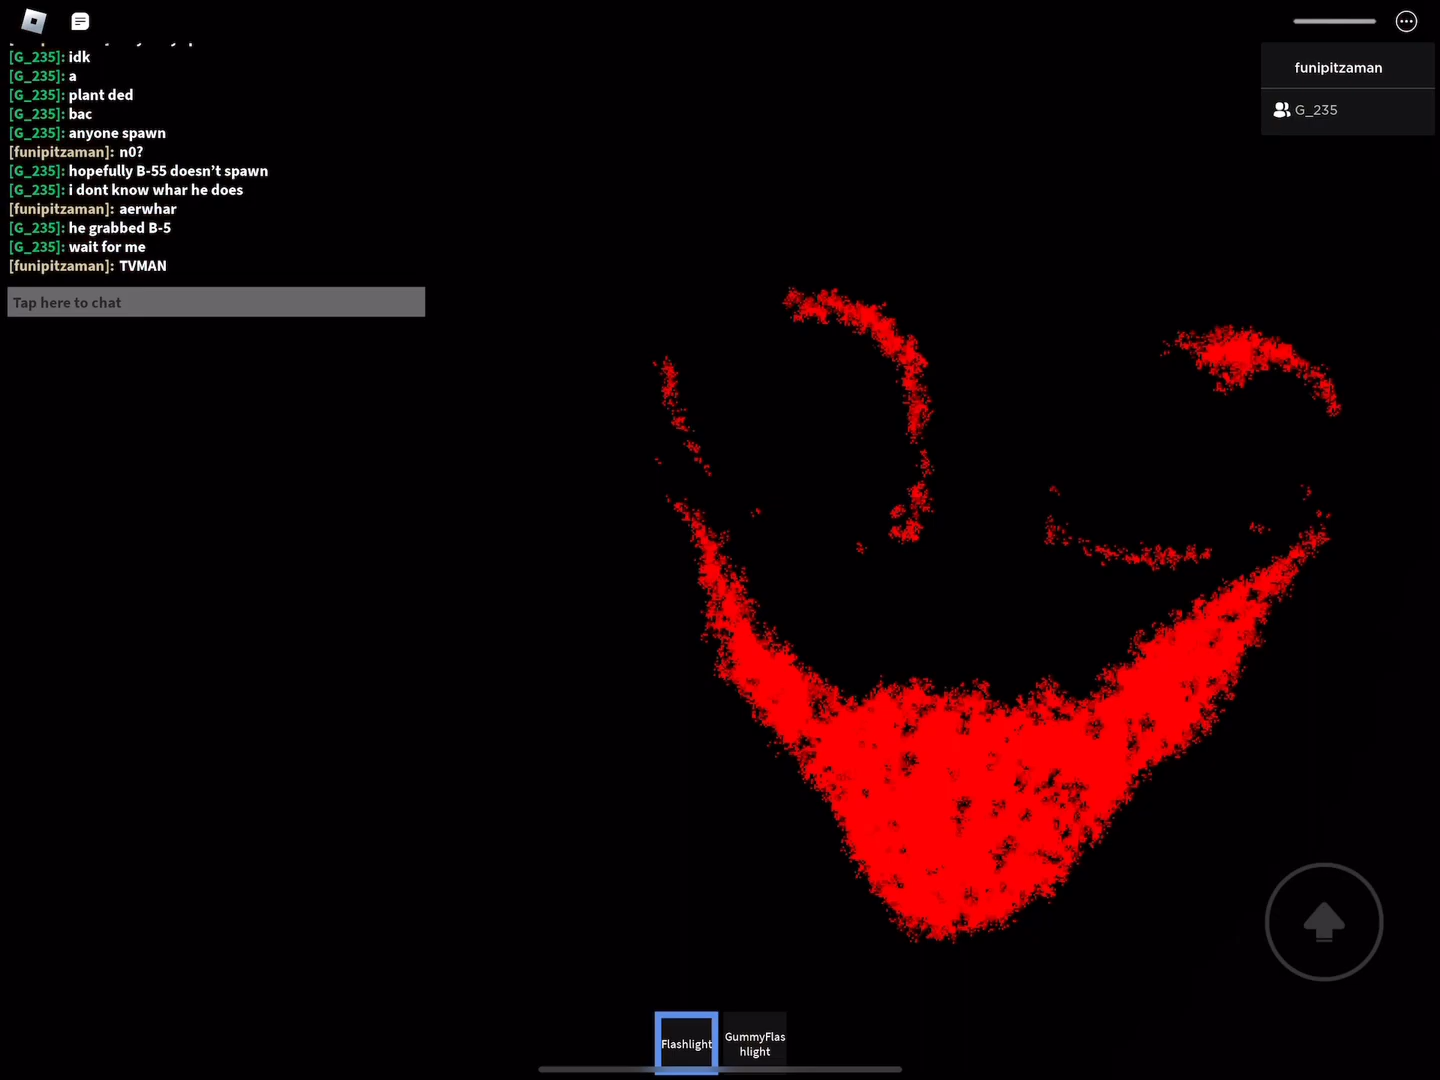 [G_235]: idk
[G_235]: a
[G_235]: plant ded
[G_235]: bac
[G_235]: anyone spawn
[funipitzaman]: n0?
[G_235]: hopefully B-55 doesn’t spawn
[G_235]: i dont know whar he does
[funipitzaman]: aerwhar
[G_235]: he grabbed B-5
[G_235]: wait for me
[funipitzaman]: TVMAN
Tap here to chat
funipitzaman
G_235
Flashlight
GummyFlas
hlight